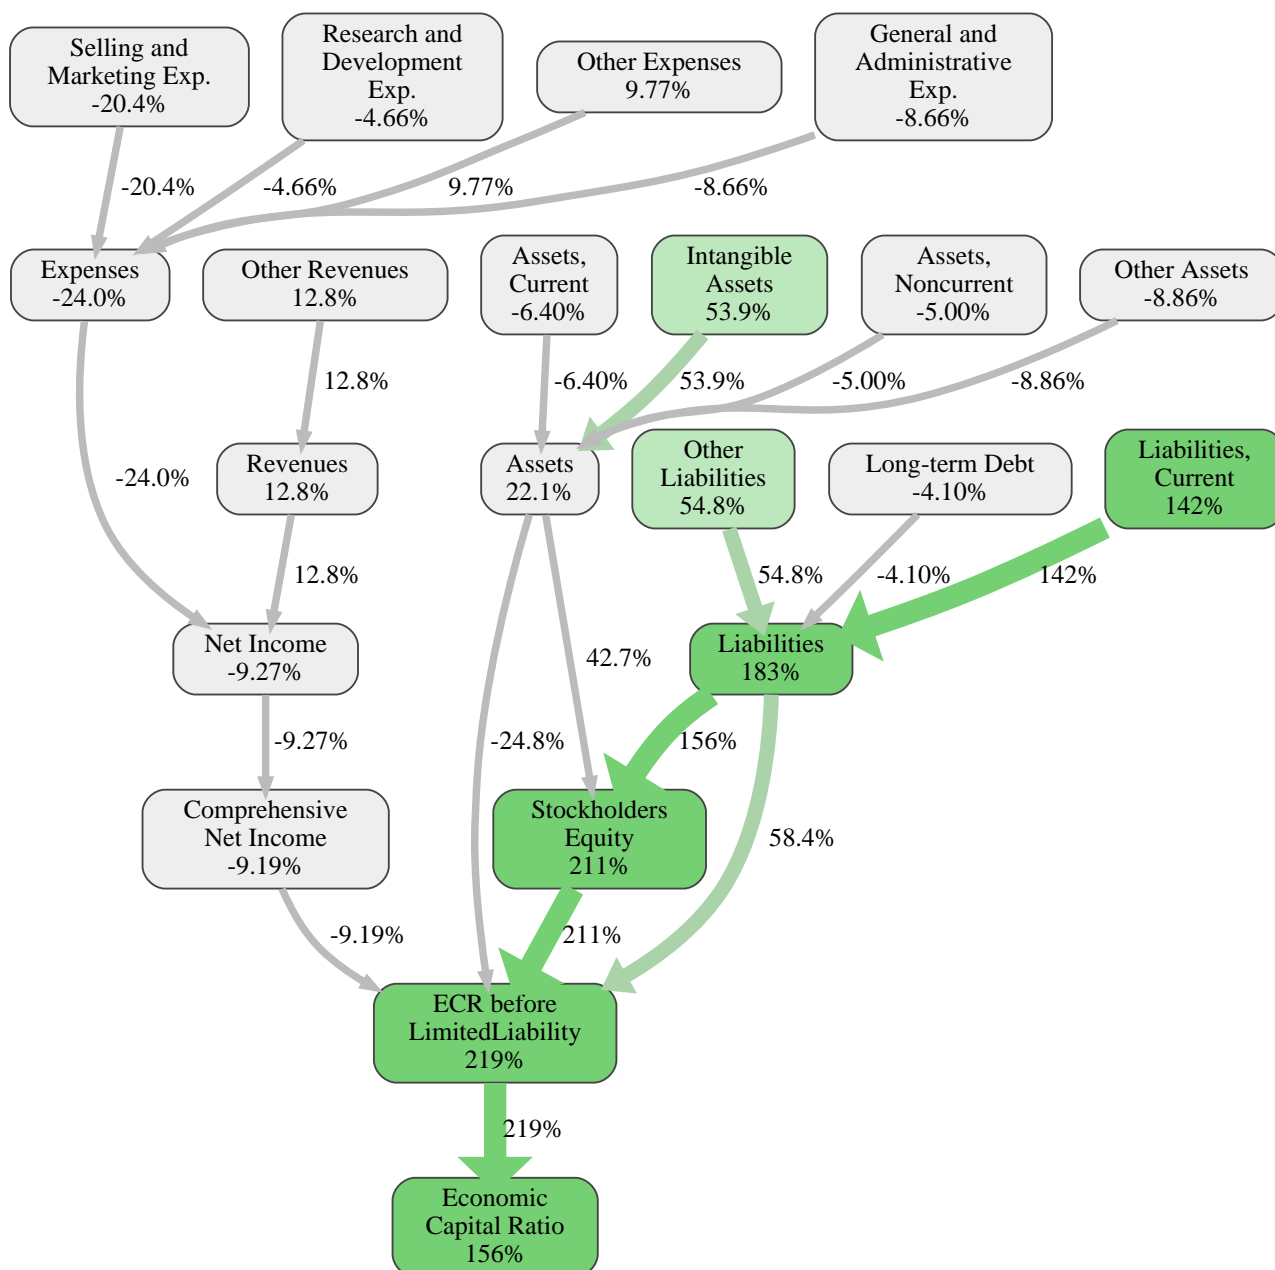 Selling and
Marketing Exp.
-20.4%
Research and
Development
Exp.
-4.66%
Other Expenses
9.77%
General and
Administrative
Exp.
-8.66%
-20.4%
-4.66%
9.77%
-8.66%
Expenses
-24.0%
Other Revenues
12.8%
Assets,
Current
-6.40%
Intangible
Assets
53.9%
Assets,
Noncurrent
-5.00%
Other Assets
-8.86%
12.8%
-6.40%
53.9%
-5.00%
-8.86%
-24.0%
Revenues
12.8%
Assets
22.1%
Other
Liabilities
54.8%
Long-term Debt
-4.10%
Liabilities,
Current
142%
12.8%
54.8%
-4.10%
142%
Net Income
-9.27%
42.7%
Liabilities
183%
-9.27%
-24.8%
156%
Comprehensive
Net Income
-9.19%
Stockholders
Equity
211%
58.4%
-9.19%
211%
ECR before
LimitedLiability
219%
219%
Economic
Capital Ratio
156%